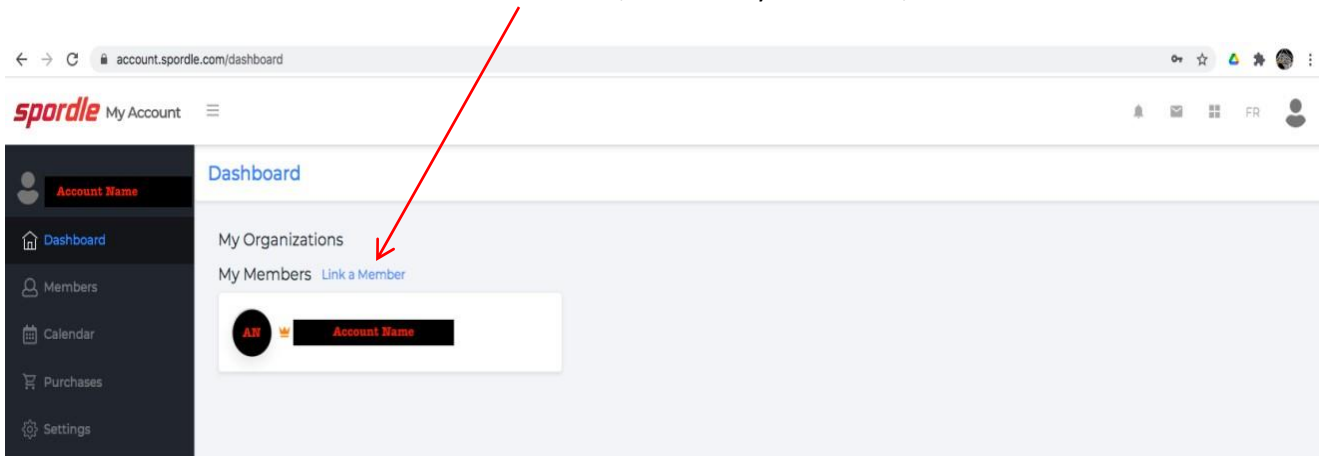 account.spordle.com/dashboard
spordle My Account
FR
Account Name
Dashboard
Dashboard
Members
Calendar
Purchases
Settings
My Organizations
My Members Link a Member
AN Account Name